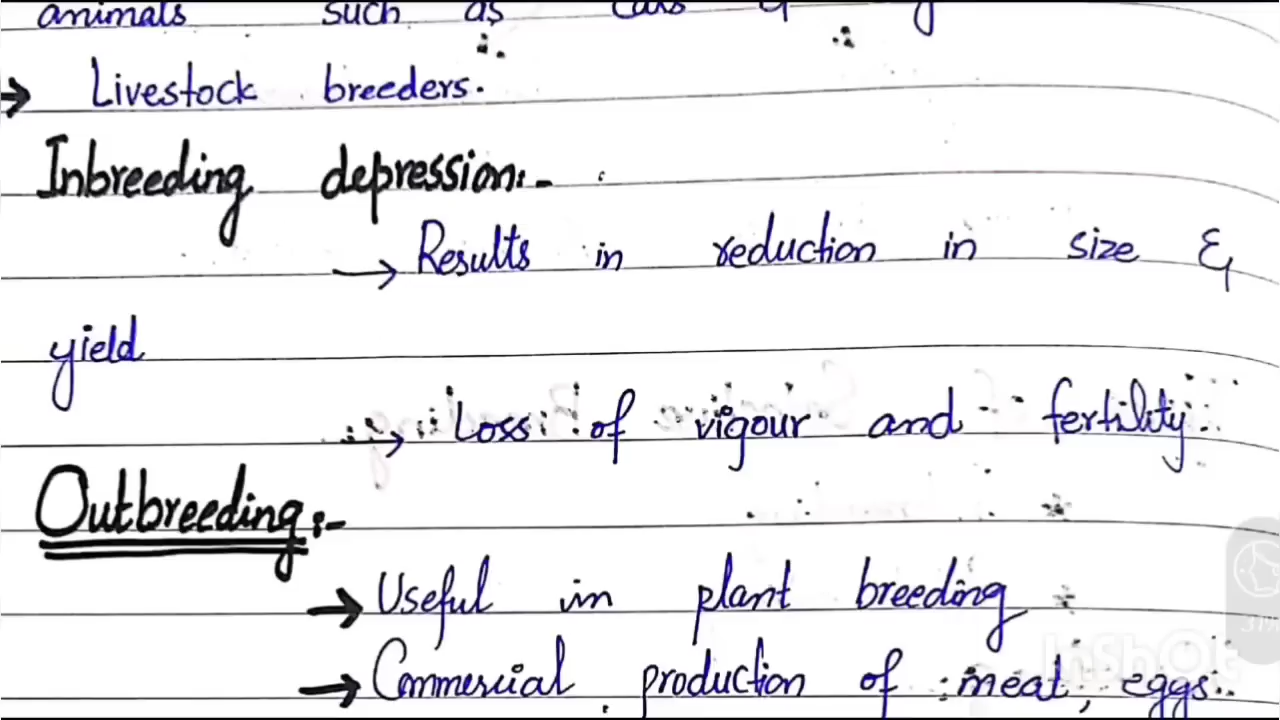 animals such as
→ Livestock breeders.
Inbreeding depression:-
→ Results in reduction in size &
yield
→ Loss of vigour and fertility
Outbreeding:-
→ Useful in plant breeding
→ Commercial production of meat, eggs
InShOt